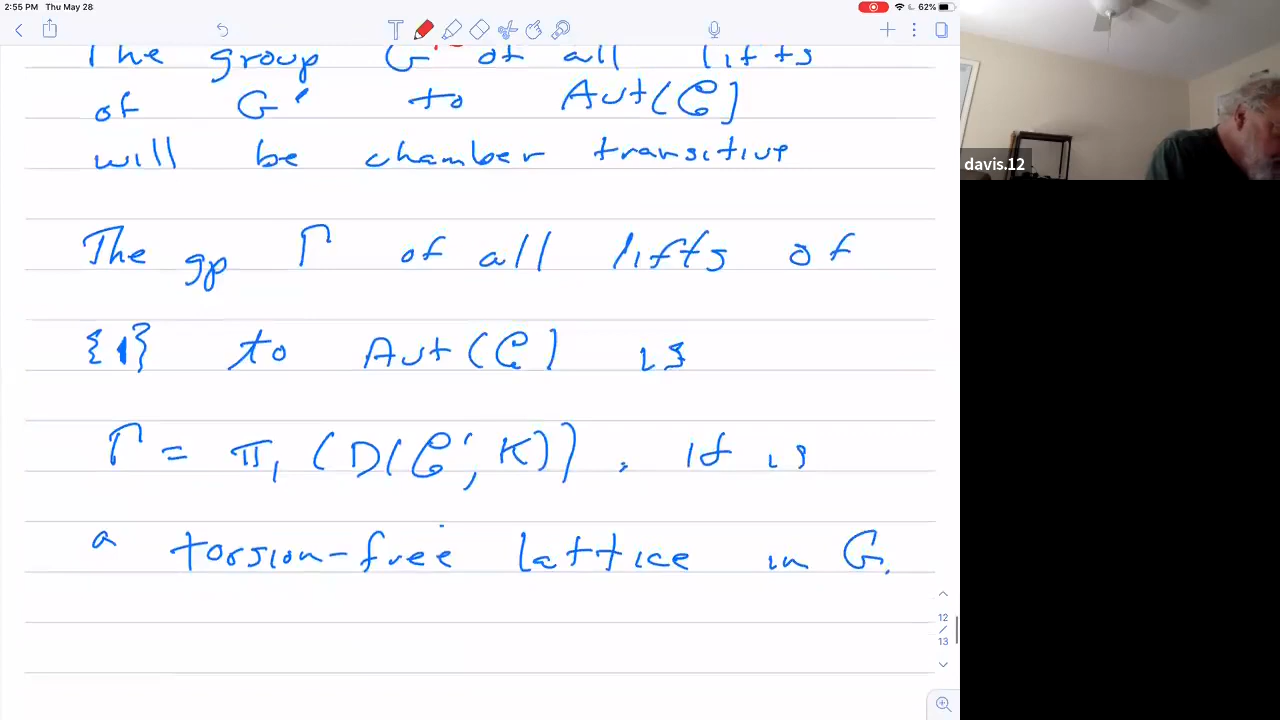 2:55 PM Thu May 28
62%
The group G of all lifts
of G' to Aut(C)
will be chamber transitive
The gp Γ of all lifts of
{1} to Aut(C) is
Γ = π₁(D(C', K)). It is
a torsion-free lattice in G.
12
/
13
davis.12